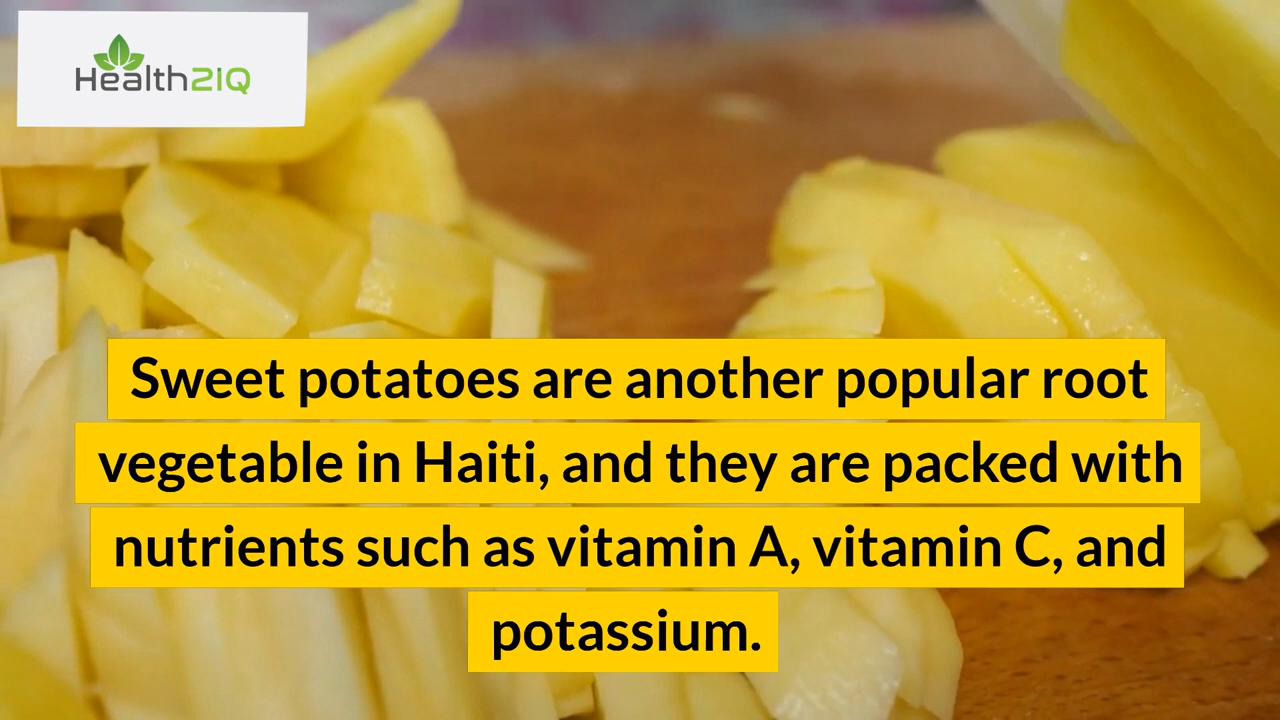 Health2IQ
Sweet potatoes are another popular root
vegetable in Haiti, and they are packed with
nutrients such as vitamin A, vitamin C, and
potassium.